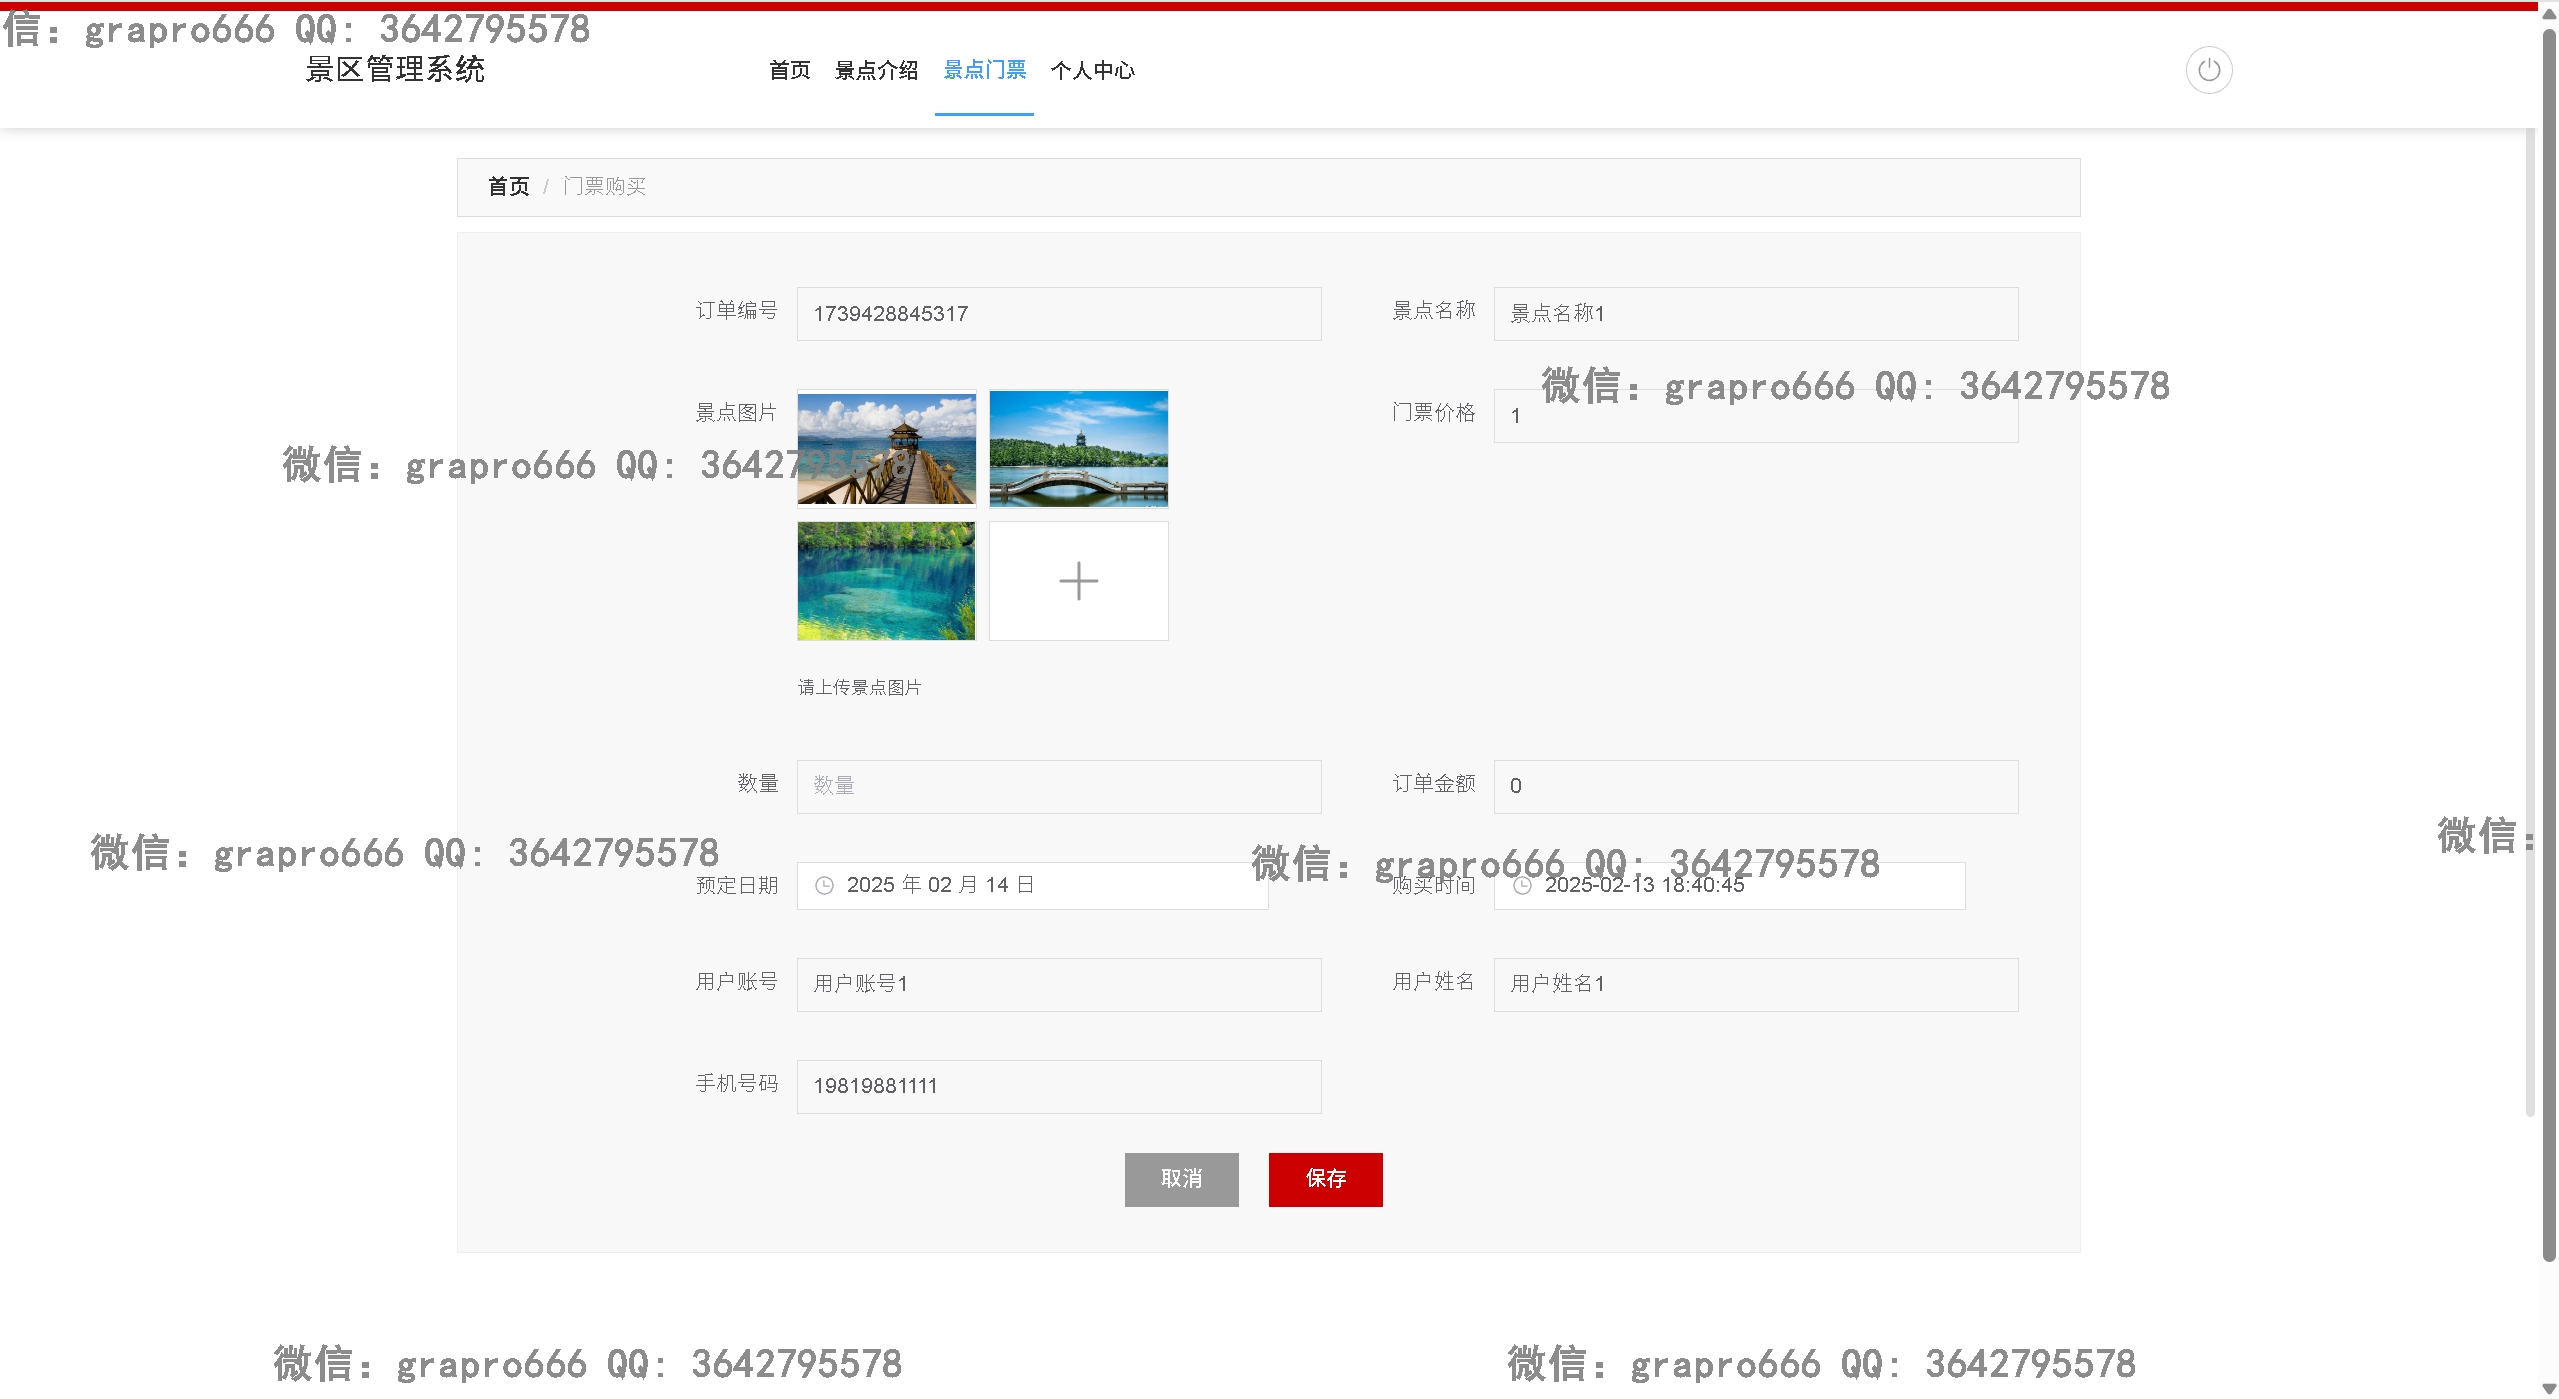 信: grapro666 QQ: 3642795578
景区管理系统
首页 景点介绍 景点门票 个人中心
首页 / 门票购买
订单编号 1739428845317 景点名称 景点名称1
微信: grapro666 QQ: 3642795578
景点图片 门票价格 1
微信: grapro666 QQ: 3642795578
请上传景点图片
数量 数量 订单金额 0
微信:
微信: grapro666 QQ: 3642795578
微信: grapro666 QQ: 3642795578
预定日期 2025 年 02 月 14 日 购买时间 2025-02-13 18:40:45
用户账号 用户账号1 用户姓名 用户姓名1
手机号码 19819881111
取消 保存
微信: grapro666 QQ: 3642795578
微信: grapro666 QQ: 3642795578